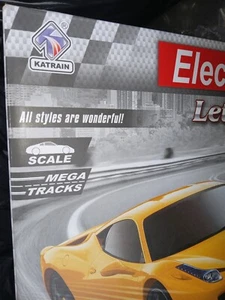 KATRAIN
Elec
Le
All styles are wonderful!
SCALE
MEGA
TRACKS